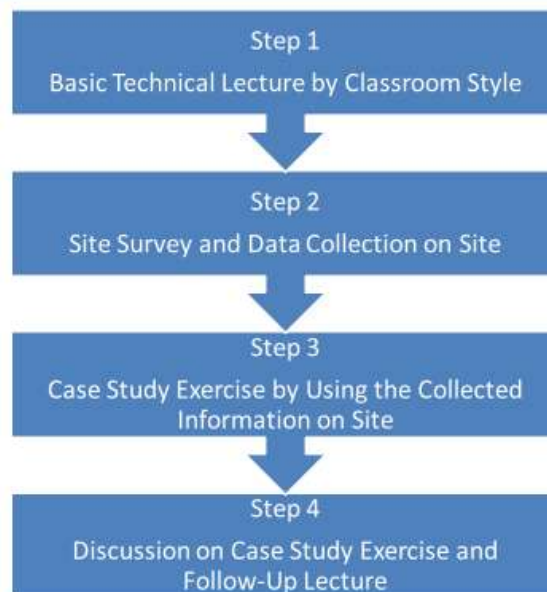 Step 1
Basic Technical Lecture by Classroom Style
Step 2
Site Survey and Data Collection on Site
Step 3
Case Study Exercise by Using the Collected
Information on Site
Step 4
Discussion on Case Study Exercise and
Follow-Up Lecture